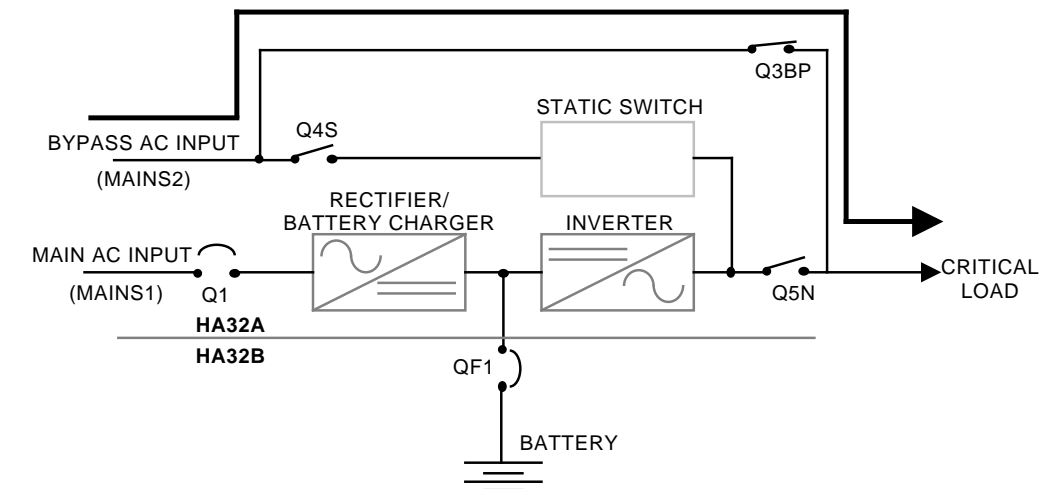 Q3BP
STATIC SWITCH
Q4S
BYPASS AC INPUT
(MAINS2)
RECTIFIER/
BATTERY CHARGER
INVERTER
MAIN AC INPUT
(MAINS1)
Q1
Q5N
CRITICAL
LOAD
HA32A
HA32B
QF1
BATTERY